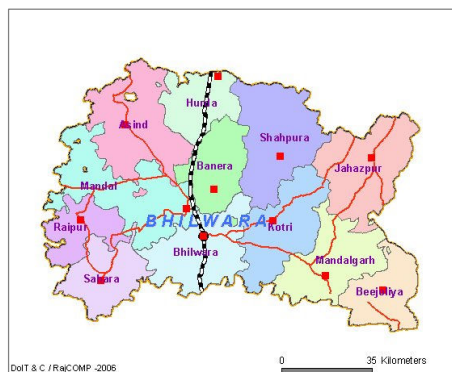 Hurda
Asind
Shahpura
Banera
Jahazpur
Mandal
BHILWARA
Raipur
Kotri
Bhilwara
Mandalgarh
Sahara
Beejoliya
0 35 Kilometers
DoIT & C / RajCOMP -2006